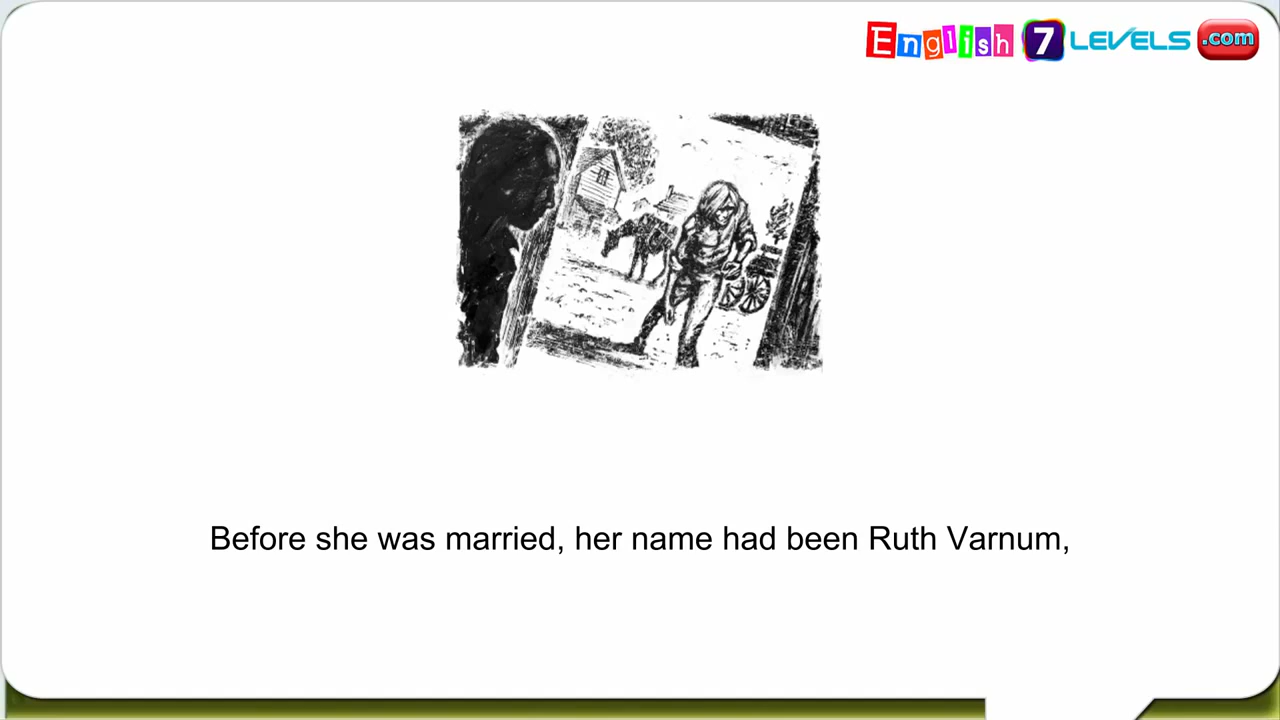 English 7 LEVELS .com
Before she was married, her name had been Ruth Varnum,